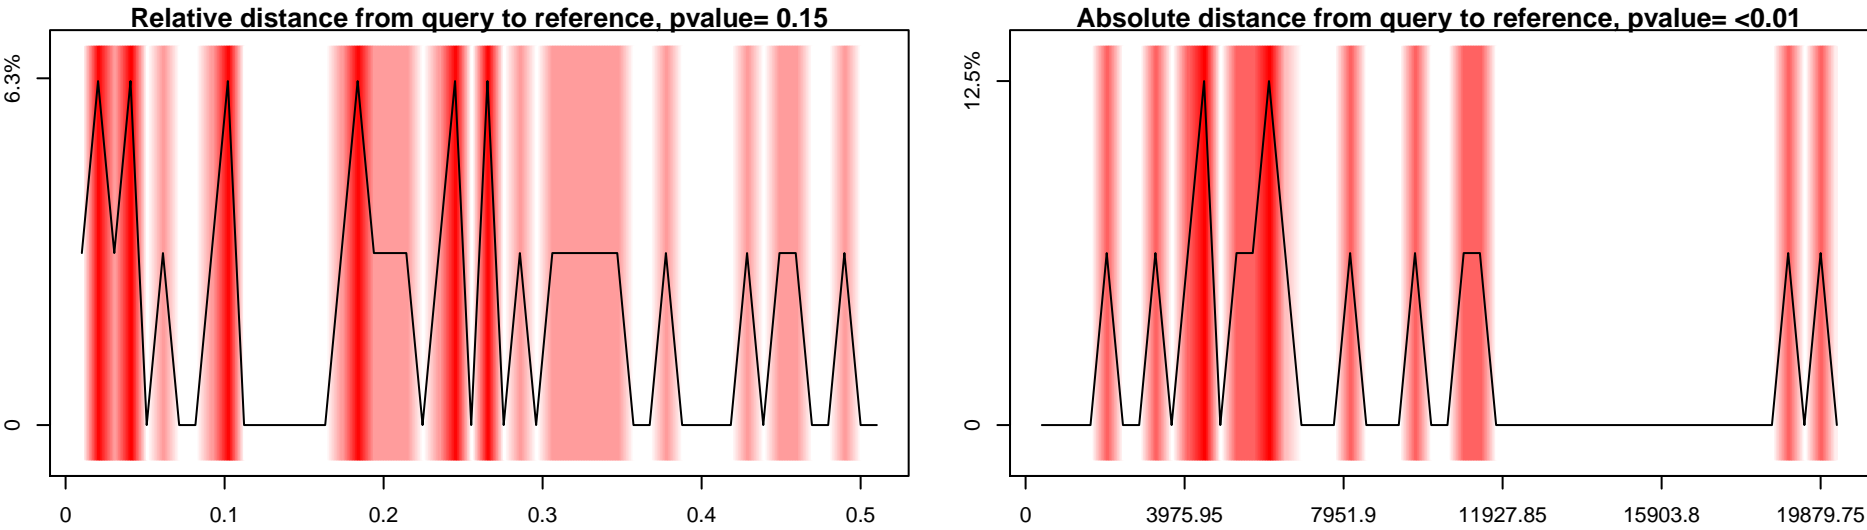 Relative distance from query to reference, pvalue= 0.15
6.3%
0
0 0.1 0.2 0.3 0.4 0.5
Absolute distance from query to reference, pvalue= <0.01
12.5%
0
0 3975.95 7951.9 11927.85 15903.8 19879.75